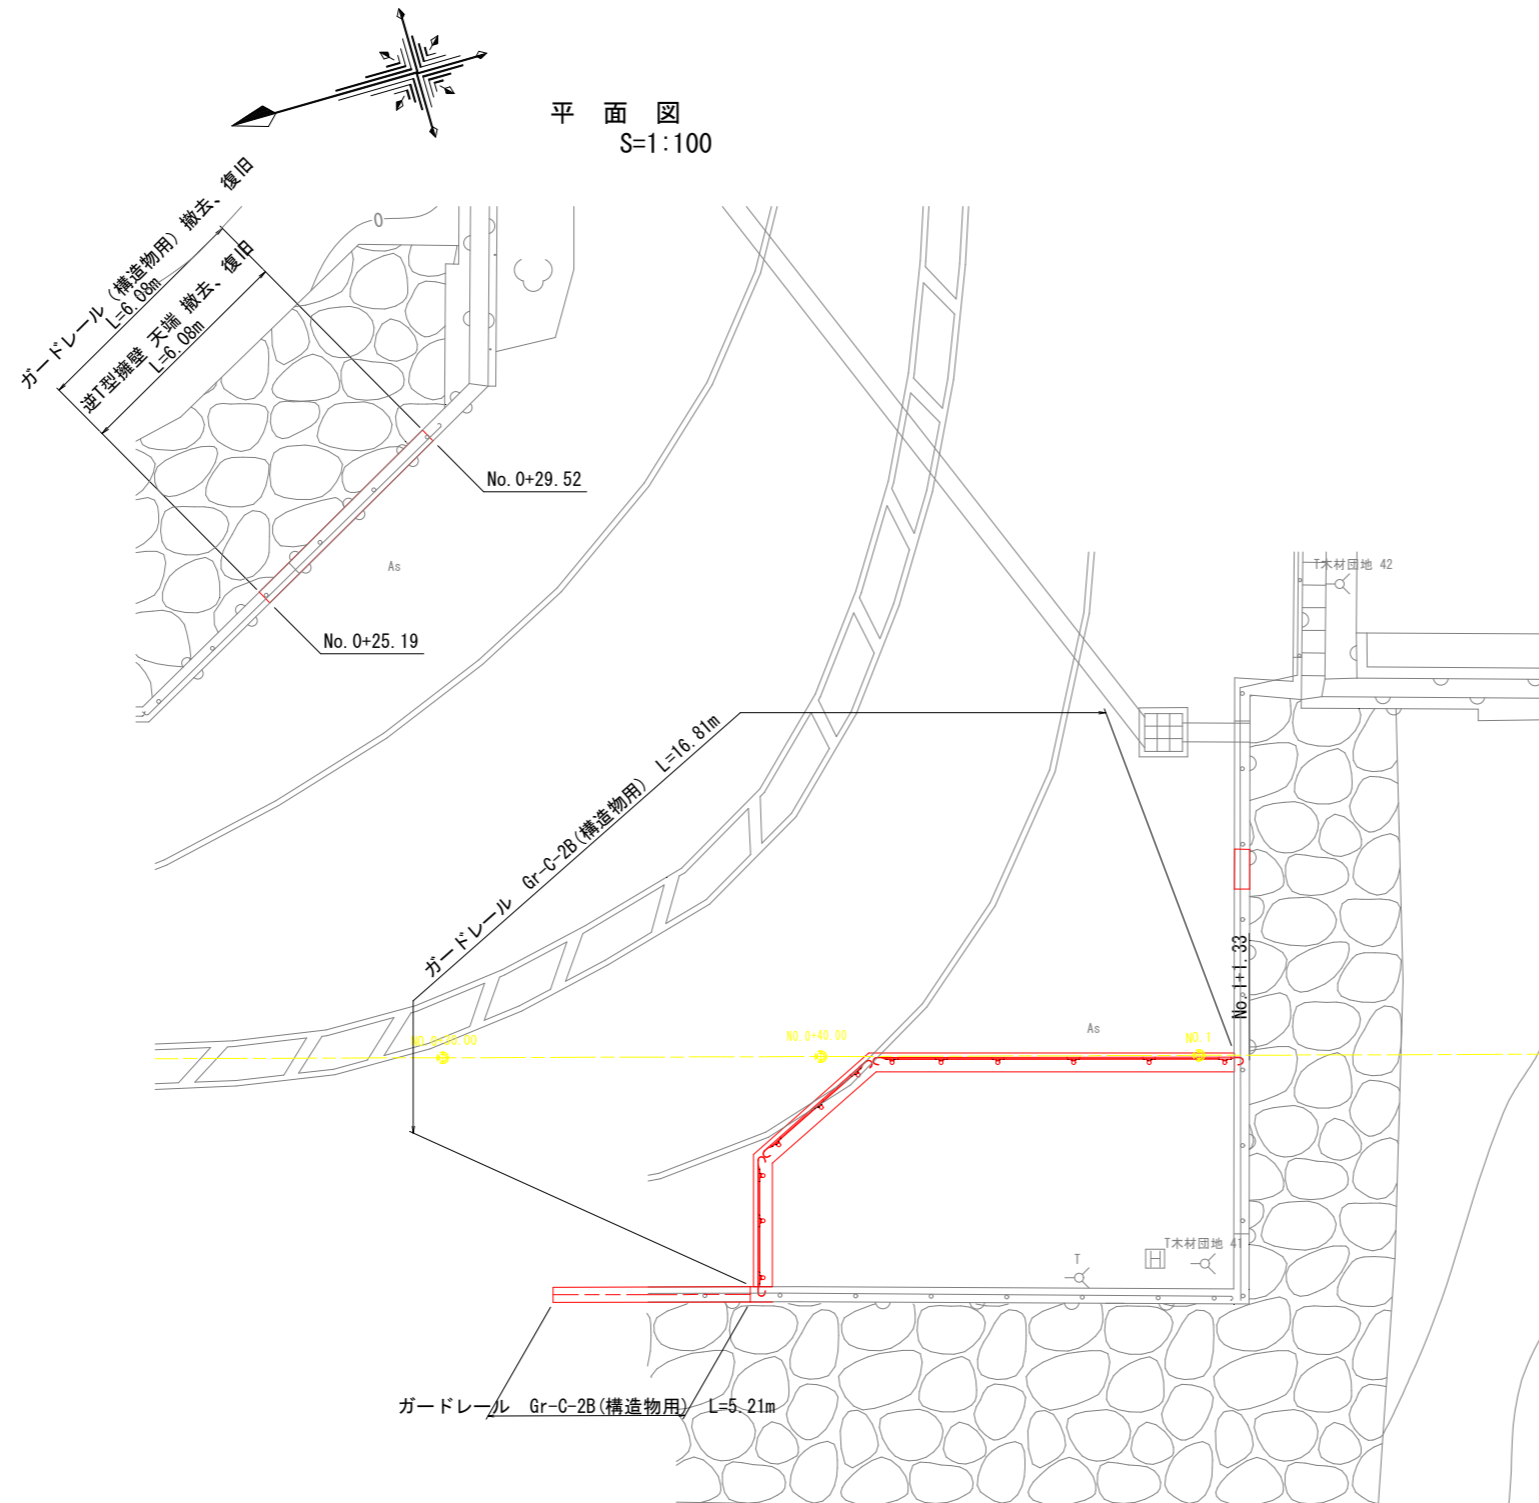 平 面 図
S=1:100
ガードレール (構造物用) 撤去、復旧
L=6.08m
逆T型擁壁 天端 撤去、復旧
L=6.08m
No.0+29.52
As
No.0+25.19
T木材団地 42
ガードレール Gr-C-2B(構造物用) L=16.81m
No.1+1.33
As
NO.0+40.00
NO.1
T木材団地 41
T
H
ガードレール Gr-C-2B(構造物用) L=5.21m